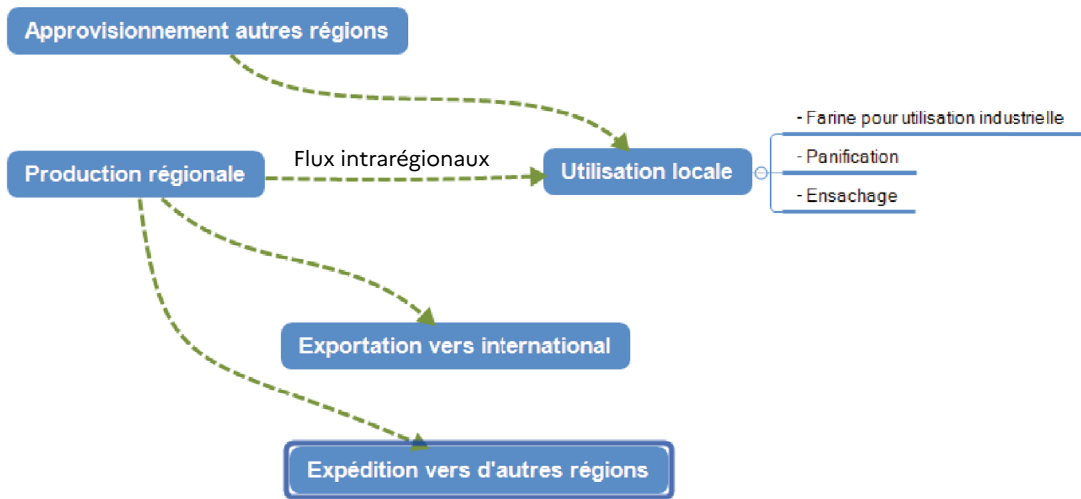 Approvisionnement autres régions
- Farine pour utilisation industrielle
Flux intrarégionaux
Production régionale
Utilisation locale
- Panification
- Ensachage
Exportation vers international
Expédition vers d'autres régions